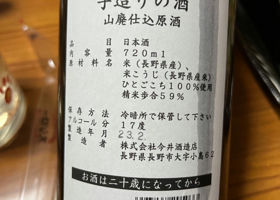 手造りの酒
山廃仕込原酒
品目 日本酒
内容量 720ml
原材料名 米（長野県産）、
米こうじ（長野県産米）
ひとごこち100%使用
精米歩合59%
保存方法 冷暗所で保管して下さい
アルコール分 17度
製造年月 23.2.
製造者 株式会社今井酒造店
長野県長野市大字小島62
お酒は二十歳になってから